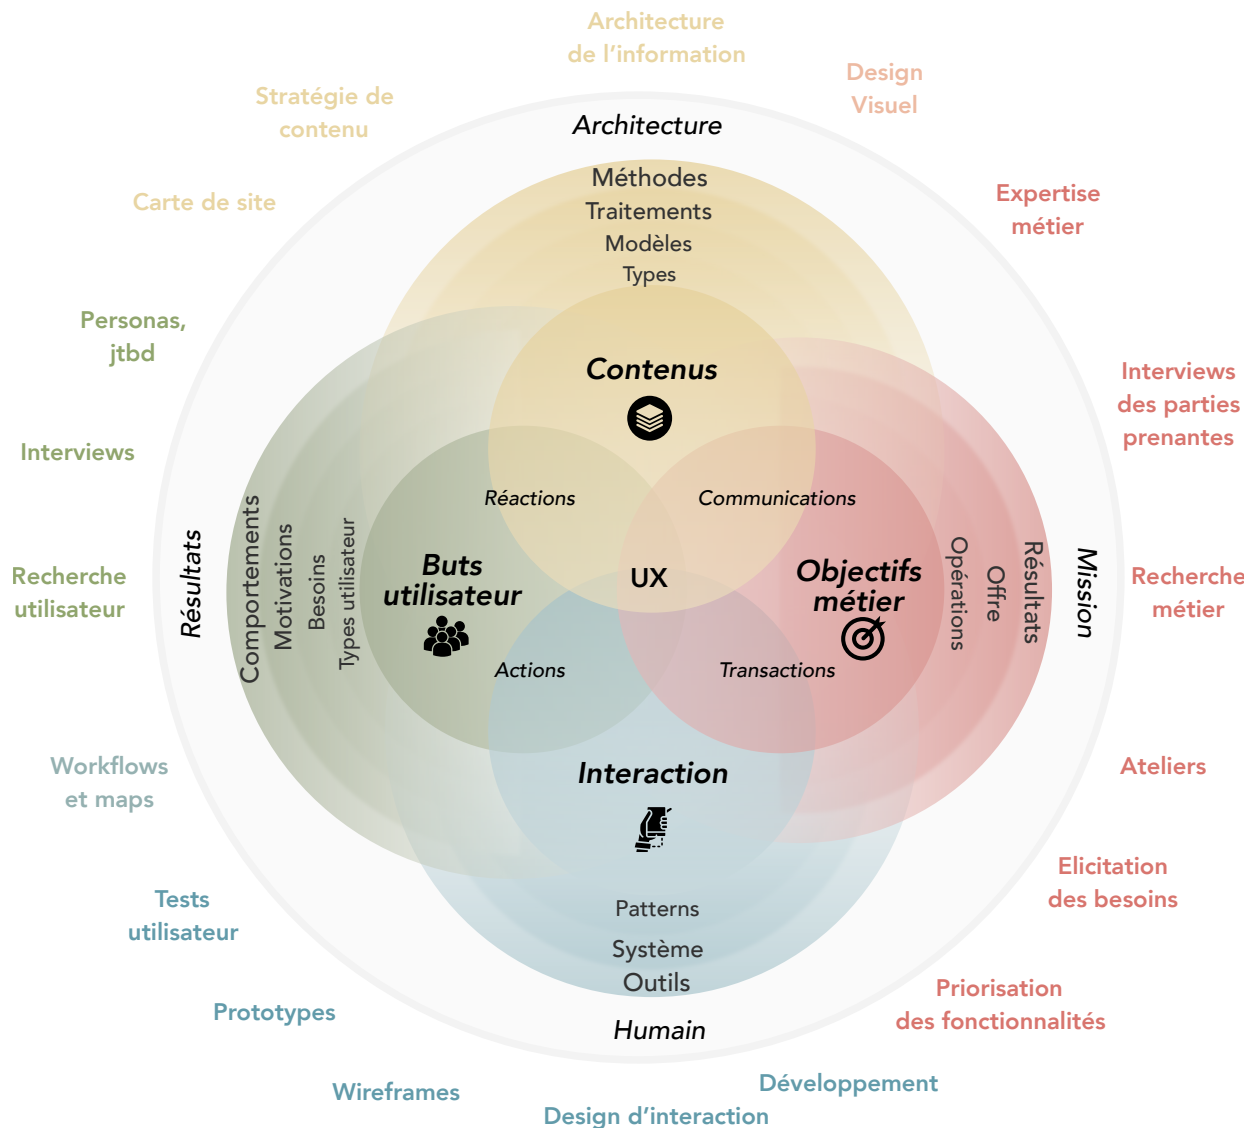 Architecture
de l’information
Design
Visuel
Stratégie de
contenu
Architecture
Méthodes
Traitements
Modèles
Types
Carte de site
Expertise
métier
Personas,
jtbd
Contenus
Interviews
des parties
prenantes
Interviews
Réactions
Communications
Résultats
Comportements
Motivations
Besoins
Types utilisateur
Buts
utilisateur
UX
Objectifs
métier
Opérations
Offre
Résultats
Mission
Recherche
utilisateur
Recherche
métier
Actions
Transactions
Workflows
et maps
Interaction
Ateliers
Elicitation
des besoins
Tests
utilisateur
Patterns
Système
Outils
Priorisation
des fonctionnalités
Prototypes
Humain
Wireframes
Développement
Design d’interaction